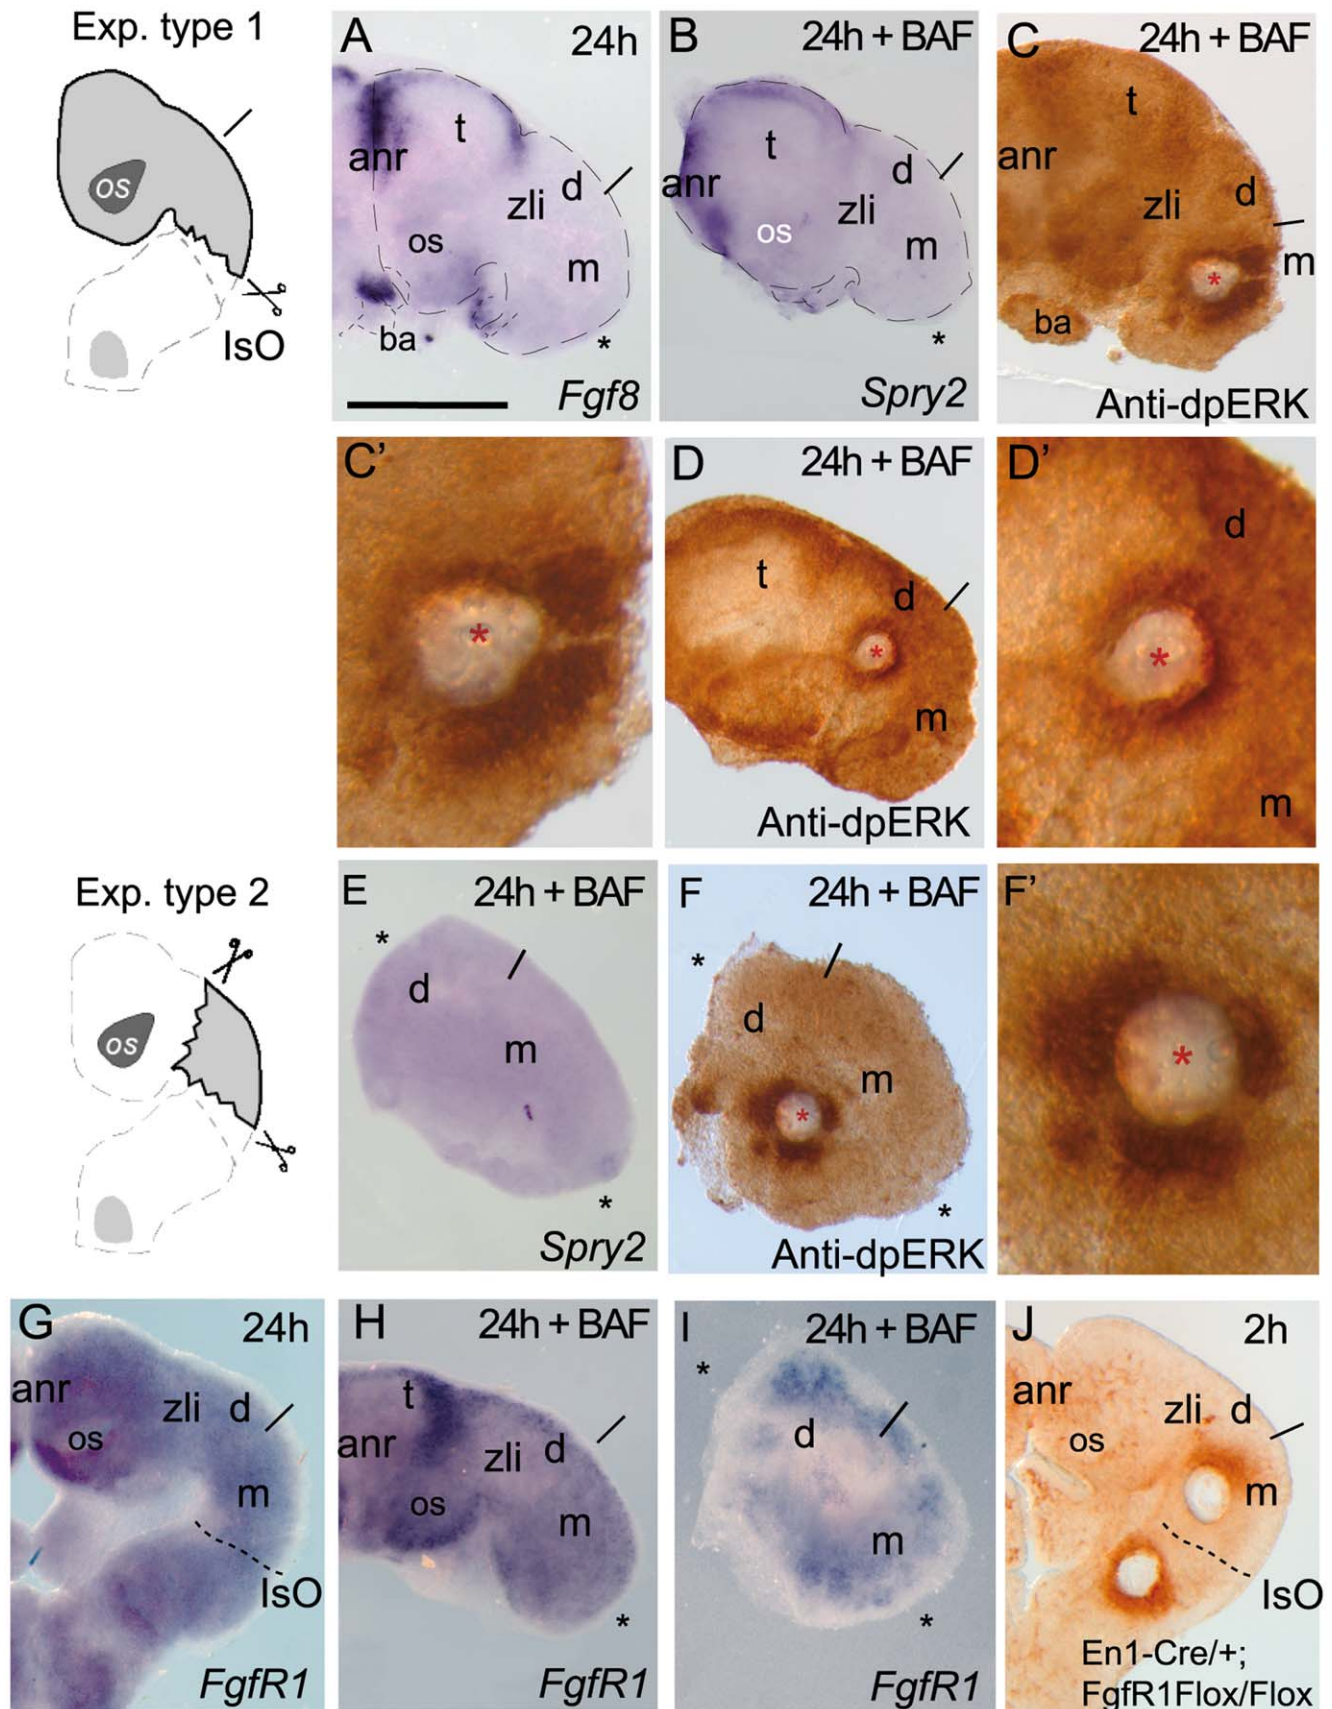 Exp. type 1
os
IsO
A
24h
t
anr
d
zli
os
m
ba
*
Fgf8
B
24h + BAF
t
anr
d
zli
os
m
*
Spry2
C
24h + BAF
t
anr
d
zli
m
*
ba
Anti-dpERK
C'
*
D
24h + BAF
t
d
*
m
Anti-dpERK
D'
d
*
m
Exp. type 2
os
E
24h + BAF
*
d
m
*
Spry2
F
24h + BAF
*
d
m
*
*
Anti-dpERK
F'
*
G
24h
anr
zli
d
os
m
IsO
FgfR1
H
24h + BAF
t
anr
zli
d
os
m
*
FgfR1
I
24h + BAF
*
d
m
*
FgfR1
J
2h
anr
zli
d
os
m
IsO
En1-Cre/+;
FgfR1Flox/Flox